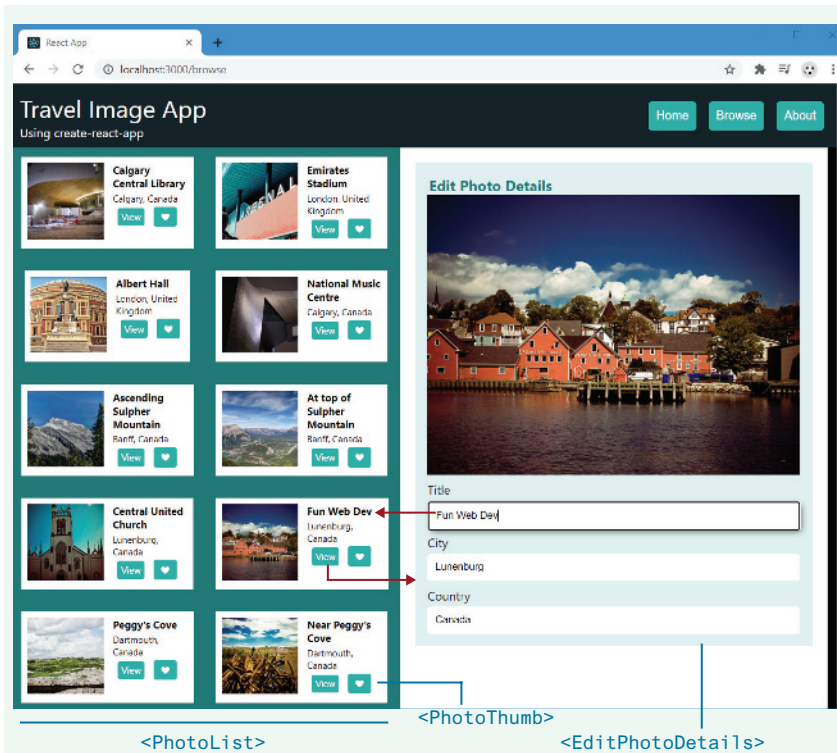 React App
localhost:3000/browse
Travel Image App
Using create-react-app
Home
Browse
About
Calgary
Central Library
Calgary, Canada
View
Emirates
Stadium
London, United
Kingdom
View
Albert Hall
London, United
Kingdom
View
National Music
Centre
Calgary, Canada
View
Ascending
Sulpher
Mountain
Banff, Canada
View
At top of
Sulpher
Mountain
Banff, Canada
View
Central United
Church
Lunenburg,
Canada
View
Fun Web Dev
Lunenburg,
Canada
View
Peggy's Cove
Dartmouth,
Canada
View
Near Peggy's
Cove
Dartmouth,
Canada
View
Edit Photo Details
Title
Fun Web Dev
City
Lunenburg
Country
Canada
<PhotoThumb>
<PhotoList>
<EditPhotoDetails>